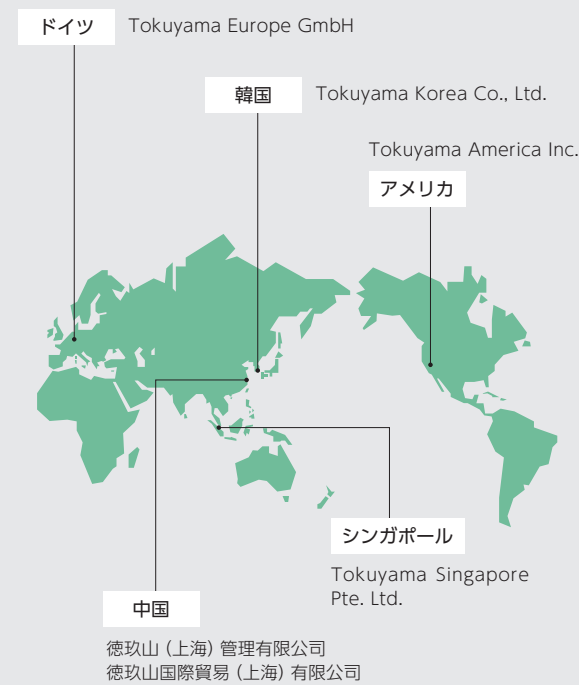 ドイツ
Tokuyama Europe GmbH
韓国
Tokuyama Korea Co., Ltd.
Tokuyama America Inc.
アメリカ
シンガポール
Tokuyama Singapore
Pte. Ltd.
中国
徳玖山 (上海) 管理有限公司
徳玖山国際貿易 (上海) 有限公司